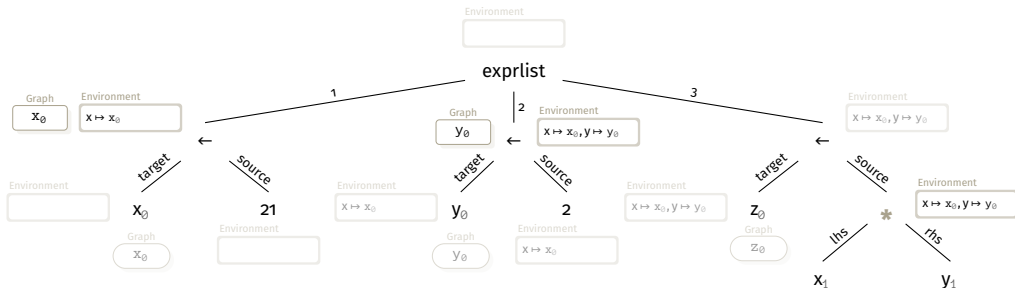 Environment
exprlist
1
2
3
Graph
x₀
Environment
x ↦ x₀
←
y₀
Environment
x ↦ x₀, y ↦ y₀
←
Environment
x ↦ x₀, y ↦ y₀
←
target
source
target
source
target
source
Environment
x₀
21
Environment
x ↦ x₀
y₀
2
Environment
x ↦ x₀, y ↦ y₀
z₀
*
Environment
x ↦ x₀, y ↦ y₀
Graph
x₀
Environment
Graph
y₀
Environment
x ↦ x₀
Graph
z₀
lhs
rhs
x₁
y₁
Graph